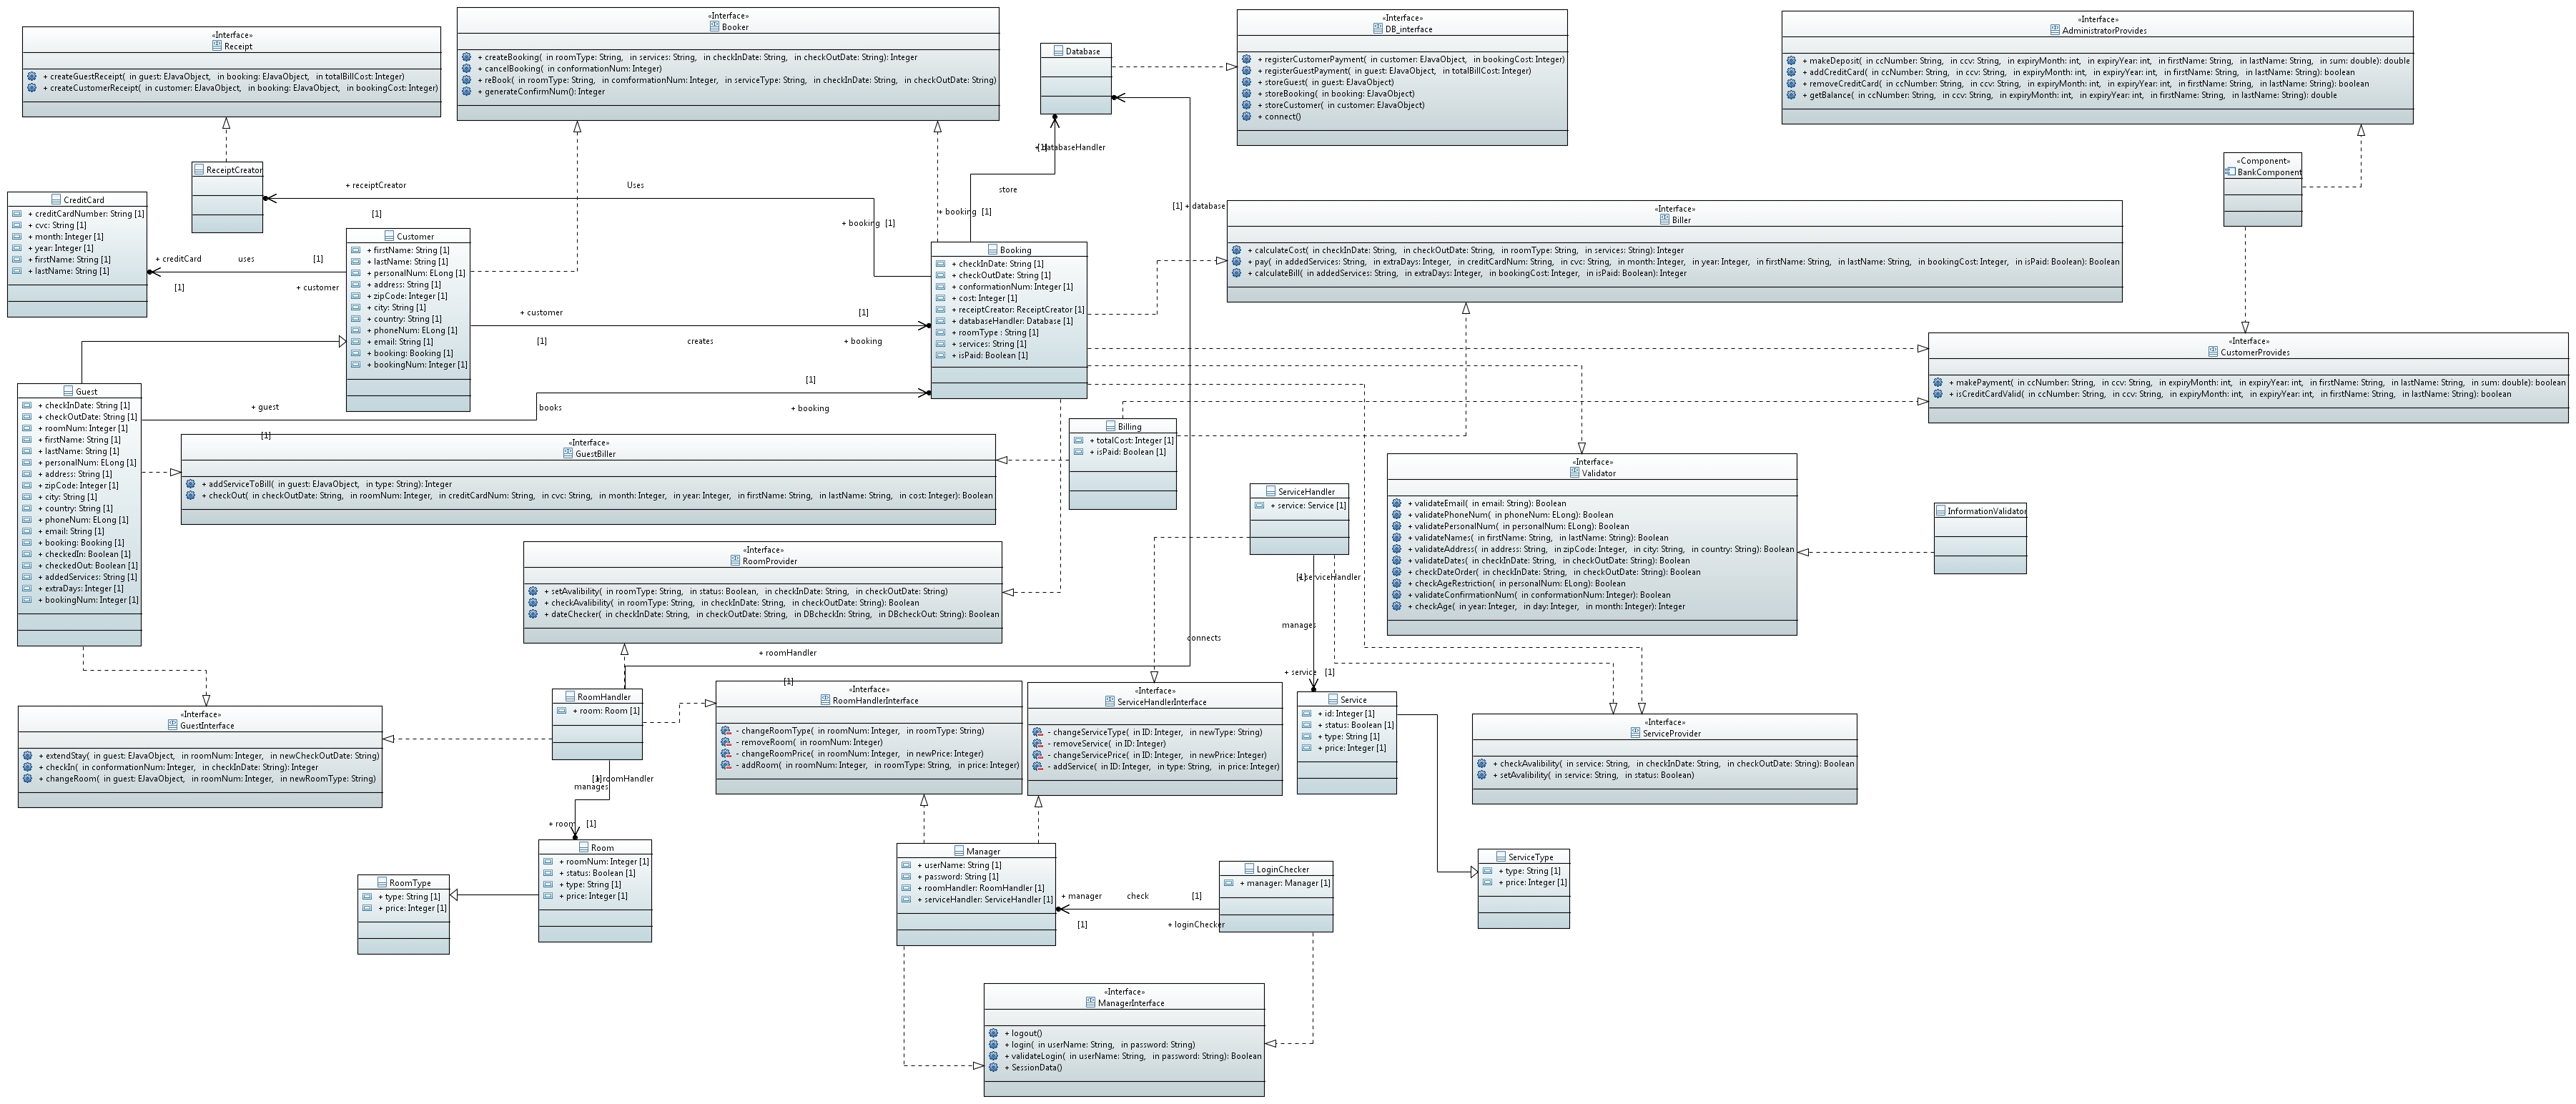 «Interface»
Receipt
+ createGuestReceipt( in guest: EJavaObject, in booking: EJavaObject, in totalBillCost: Integer)
+ createCustomerReceipt( in customer: EJavaObject, in booking: EJavaObject, in bookingCost: Integer)
«Interface»
Booker
+ createBooking( in roomType: String, in services: String, in checkInDate: String, in checkOutDate: String): Integer
+ cancelBooking( in conformationNum: Integer)
+ reBook( in roomType: String, in comformationNum: Integer, in serviceType: String, in checkInDate: String, in checkOutDate: String)
+ generateConfirmNum(): Integer
Database
«Interface»
DB_interface
+ registerCustomerPayment( in customer: EJavaObject, in bookingCost: Integer)
+ registerGuestPayment( in guest: EJavaObject, in totalBillCost: Integer)
+ storeGuest( in guest: EJavaObject)
+ storeBooking( in booking: EJavaObject)
+ storeCustomer( in customer: EJavaObject)
+ connect()
«Interface»
AdministratorProvides
+ makeDeposit( in ccNumber: String, in ccv: String, in expiryMonth: int, in expiryYear: int, in firstName: String, in lastName: String, in sum: double): double
+ addCreditCard( in ccNumber: String, in ccv: String, in expiryMonth: int, in expiryYear: int, in firstName: String, in lastName: String): boolean
+ removeCreditCard( in ccNumber: String, in ccv: String, in expiryMonth: int, in expiryYear: int, in firstName: String, in lastName: String): boolean
+ getBalance( in ccNumber: String, in ccv: String, in expiryMonth: int, in expiryYear: int, in firstName: String, in lastName: String): double
[1] databaseHandler
store
ReceiptCreator
+ receiptCreator
Uses
[1]
+ booking [1]
+ booking [1]
[1] + database
«Component»
BankComponent
CreditCard
+ creditCardNumber: String [1]
+ cvc: String [1]
+ month: Integer [1]
+ year: Integer [1]
+ firstName: String [1]
+ lastName: String [1]
+ creditCard
uses
[1]
[1]
+ customer
Customer
+ firstName: String [1]
+ lastName: String [1]
+ personalNum: ELong [1]
+ address: String [1]
+ zipCode: Integer [1]
+ city: String [1]
+ country: String [1]
+ phoneNum: ELong [1]
+ email: String [1]
+ booking: Booking [1]
+ bookingNum: Integer [1]
+ customer
[1]
[1]
creates
+ booking
Booking
+ checkInDate: String [1]
+ checkOutDate: String [1]
+ conformationNum: Integer [1]
+ cost: Integer [1]
+ receiptCreator: ReceiptCreator [1]
+ databaseHandler: Database [1]
+ roomType : String [1]
+ services: String [1]
+ isPaid: Boolean [1]
«Interface»
Biller
+ calculateCost( in checkInDate: String, in checkOutDate: String, in roomType: String, in services: String): Integer
+ pay( in addedServices: String, in extraDays: Integer, in creditCardNum: String, in cvc: String, in month: Integer, in year: Integer, in firstName: String, in lastName: String, in bookingCost: Integer, in isPaid: Boolean): Boolean
+ calculateBill( in addedServices: String, in extraDays: Integer, in bookingCost: Integer, in isPaid: Boolean): Integer
«Interface»
CustomerProvides
+ makePayment( in ccNumber: String, in ccv: String, in expiryMonth: int, in expiryYear: int, in firstName: String, in lastName: String, in sum: double): boolean
+ isCreditCardValid( in ccNumber: String, in ccv: String, in expiryMonth: int, in expiryYear: int, in firstName: String, in lastName: String): boolean
Guest
+ checkInDate: String [1]
+ checkOutDate: String [1]
+ roomNum: Integer [1]
+ firstName: String [1]
+ lastName: String [1]
+ personalNum: ELong [1]
+ address: String [1]
+ zipCode: Integer [1]
+ city: String [1]
+ country: String [1]
+ phoneNum: ELong [1]
+ email: String [1]
+ booking: Booking [1]
+ checkedIn: Boolean [1]
+ checkedOut: Boolean [1]
+ addedServices: String [1]
+ extraDays: Integer [1]
+ bookingNum: Integer [1]
+ guest
[1]
books
[1]
+ booking
«Interface»
GuestBiller
+ addServiceToBill( in guest: EJavaObject, in type: String): Integer
+ checkOut( in checkOutDate: String, in roomNum: Integer, in creditCardNum: String, in cvc: String, in month: Integer, in year: Integer, in firstName: String, in lastName: String, in cost: Integer): Boolean
Billing
+ totalCost: Integer [1]
+ isPaid: Boolean [1]
«Interface»
Validator
+ validateEmail( in email: String): Boolean
+ validatePhoneNum( in phoneNum: ELong): Boolean
+ validatePersonalNum( in personalNum: ELong): Boolean
+ validateNames( in firstName: String, in lastName: String): Boolean
+ validateAddress( in address: String, in zipCode: Integer, in city: String, in country: String): Boolean
+ validateDates( in checkInDate: String, in checkOutDate: String): Boolean
+ checkDateOrder( in checkInDate: String, in checkOutDate: String): Boolean
+ checkAgeRestriction( in personalNum: ELong): Boolean
+ validateConfirmationNum( in conformationNum: Integer): Boolean
+ checkAge( in year: Integer, in day: Integer, in month: Integer): Integer
InformationValidator
ServiceHandler
+ service: Service [1]
[1] serviceHandler
manages
+ service [1]
connects
«Interface»
RoomProvider
+ setAvalibility( in roomType: String, in status: Boolean, in checkInDate: String, in checkOutDate: String)
+ checkAvalibility( in roomType: String, in checkInDate: String, in checkOutDate: String): Boolean
+ dateChecker( in checkInDate: String, in checkOutDate: String, in DBcheckIn: String, in DBcheckOut: String): Boolean
+ roomHandler
[1]
«Interface»
GuestInterface
+ extendStay( in guest: EJavaObject, in roomNum: Integer, in newCheckOutDate: String)
+ checkIn( in conformationNum: Integer, in checkInDate: String): Integer
+ changeRoom( in guest: EJavaObject, in roomNum: Integer, in newRoomType: String)
RoomHandler
+ room: Room [1]
[1] roomHandler
manages
+ room [1]
«Interface»
RoomHandlerInterface
- changeRoomType( in roomNum: Integer, in roomType: String)
- removeRoom( in roomNum: Integer)
- changeRoomPrice( in roomNum: Integer, in newPrice: Integer)
- addRoom( in roomNum: Integer, in roomType: String, in price: Integer)
«Interface»
ServiceHandlerInterface
- changeServiceType( in ID: Integer, in newType: String)
- removeService( in ID: Integer)
- changeServicePrice( in ID: Integer, in newPrice: Integer)
- addService( in ID: Integer, in type: String, in price: Integer)
Service
+ id: Integer [1]
+ status: Boolean [1]
+ type: String [1]
+ price: Integer [1]
«Interface»
ServiceProvider
+ checkAvalibility( in service: String, in checkInDate: String, in checkOutDate: String): Boolean
+ setAvalibility( in service: String, in status: Boolean)
RoomType
+ type: String [1]
+ price: Integer [1]
Room
+ roomNum: Integer [1]
+ status: Boolean [1]
+ type: String [1]
+ price: Integer [1]
Manager
+ userName: String [1]
+ password: String [1]
+ roomHandler: RoomHandler [1]
+ serviceHandler: ServiceHandler [1]
+ manager
check
[1]
[1]
+ loginChecker
LoginChecker
+ manager: Manager [1]
ServiceType
+ type: String [1]
+ price: Integer [1]
«Interface»
ManagerInterface
+ logout()
+ login( in userName: String, in password: String)
+ validateLogin( in userName: String, in password: String): Boolean
+ SessionData()